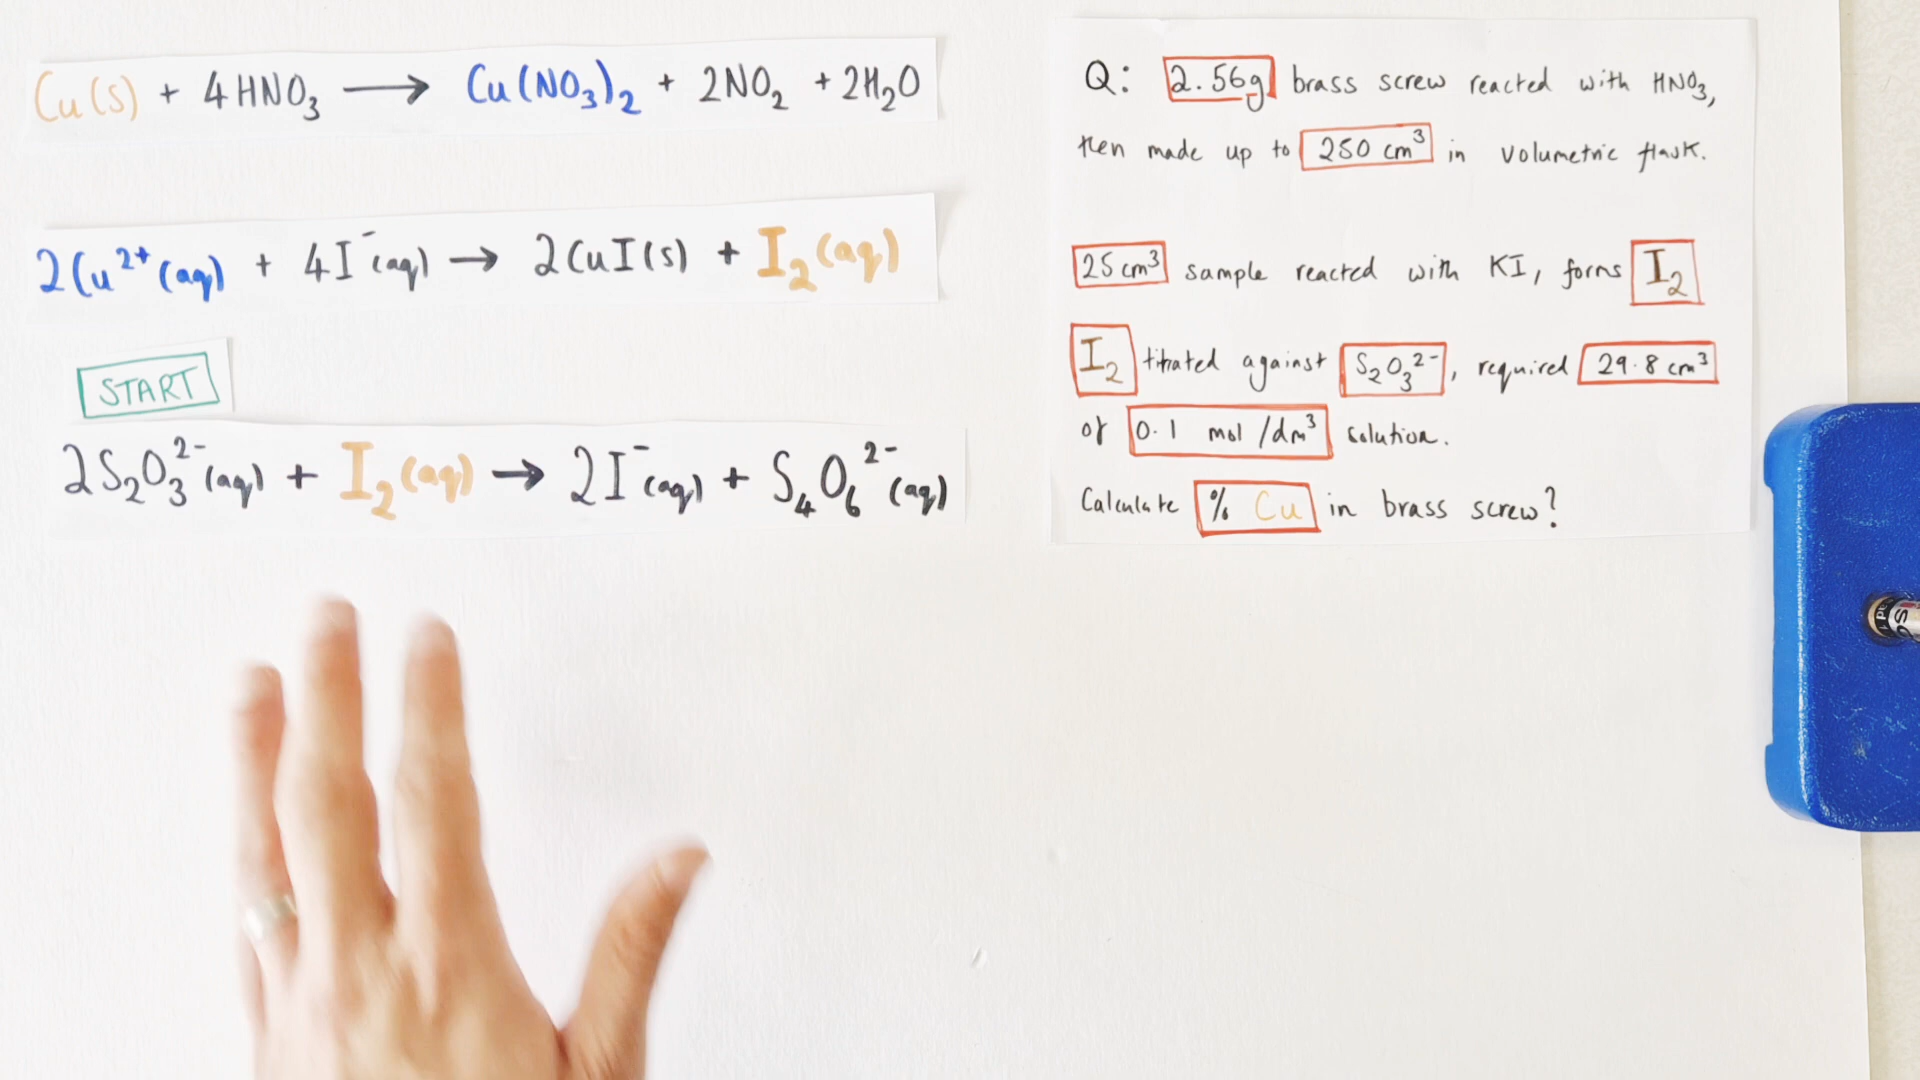 Cu(s) + 4HNO₃ ⟶ Cu(NO₃)₂ + 2NO₂ + 2H₂O
2Cu²⁺(aq) + 4I⁻(aq) → 2CuI(s) + I₂(aq)
START
2S₂O₃²⁻(aq) + I₂(aq) → 2I⁻(aq) + S₄O₆²⁻(aq)
Q: 2.56g brass screw reacted with HNO₃,
then made up to 250 cm³ in volumetric flask.
25cm³ sample reacted with KI, forms I₂
I₂ titrated against S₂O₃²⁻, required 29.8 cm³
of 0.1 mol/dm³ solution.
Calculate % Cu in brass screw?